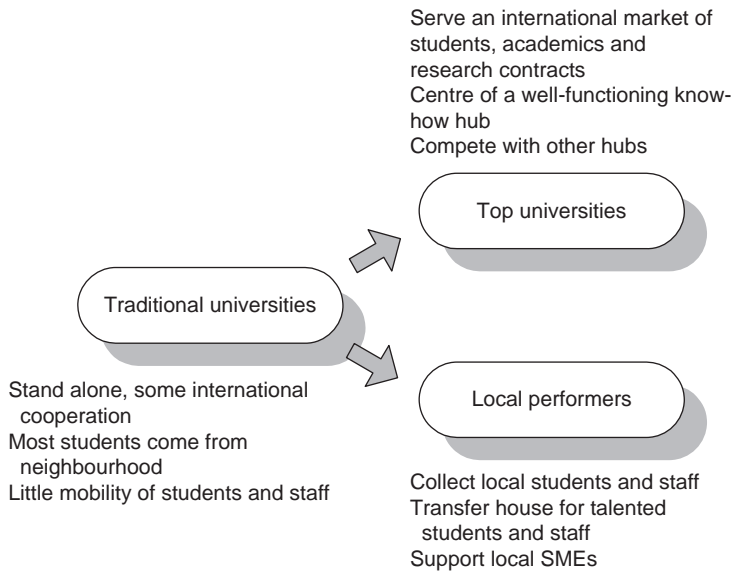 Serve an international market of
students, academics and
research contracts
Centre of a well-functioning know-
how hub
Compete with other hubs
Top universities
Traditional universities
Stand alone, some international
cooperation
Most students come from
neighbourhood
Little mobility of students and staff
Local performers
Collect local students and staff
Transfer house for talented
students and staff
Support local SMEs